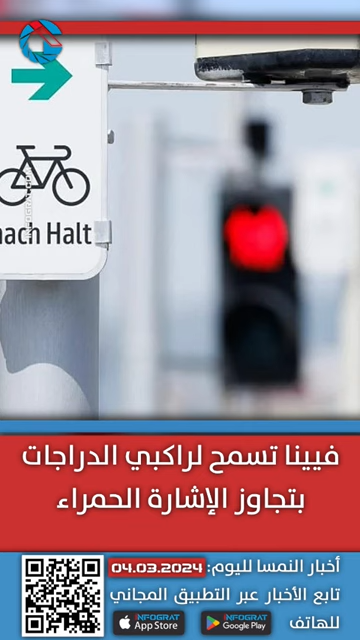 nach Halt
INFOGRAT
فيينا تسمح لراكبي الدراجات
بتجاوز الإشارة الحمراء
أخبار النمسا لليوم: 04.03.2024
تابع الأخبار عبر التطبيق المجاني
للهاتف
INFOGRAT
App Store
INFOGRAT
Google Play